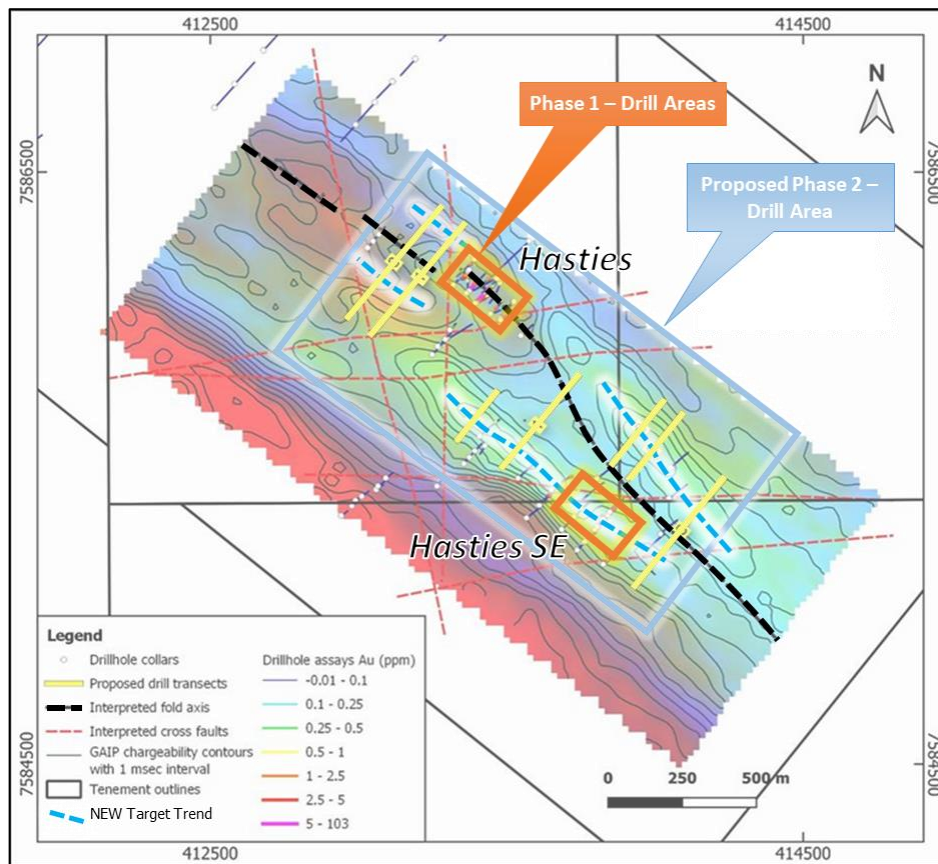 412500
414500
N
Phase 1 – Drill Areas
7586500
7586500
Proposed Phase 2 –
Drill Area
Hasties
Hasties SE
Legend
Drillhole collars
Proposed drill transects
Interpreted fold axis
Interpreted cross faults
GAIP chargeability contours
with 1 msec interval
Tenement outlines
NEW Target Trend
Drillhole assays Au (ppm)
-0.01 - 0.1
0.1 - 0.25
0.25 - 0.5
0.5 - 1
1 - 2.5
2.5 - 5
5 - 103
7584500
7584500
0 250 500 m
412500
414500